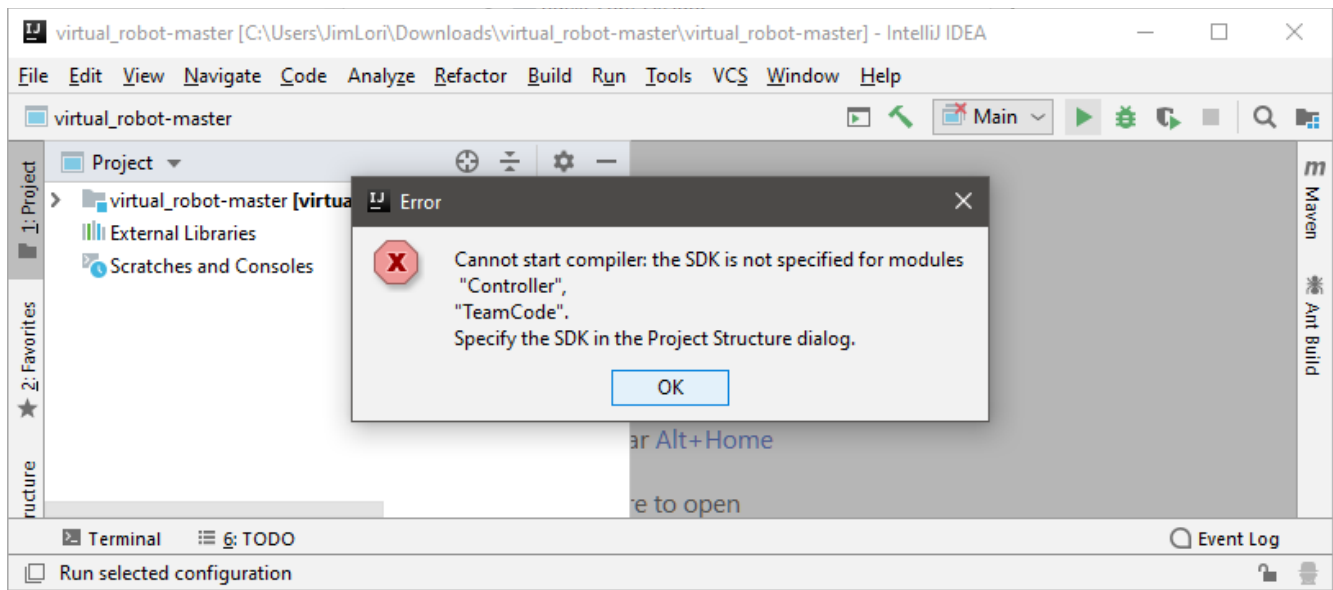 virtual_robot-master [C:\Users\JimLori\Downloads\virtual_robot-master\virtual_robot-master] - IntelliJ IDEA
File Edit View Navigate Code Analyze Refactor Build Run Tools VCS Window Help
virtual_robot-master
Main
1: Project
Project
virtual_robot-master [virtua
External Libraries
Scratches and Consoles
Error
Cannot start compiler: the SDK is not specified for modules
"Controller",
"TeamCode".
Specify the SDK in the Project Structure dialog.
OK
ar Alt+Home
re to open
2: Favorites
ructure
m Maven
Ant Build
Terminal 6: TODO Event Log
Run selected configuration